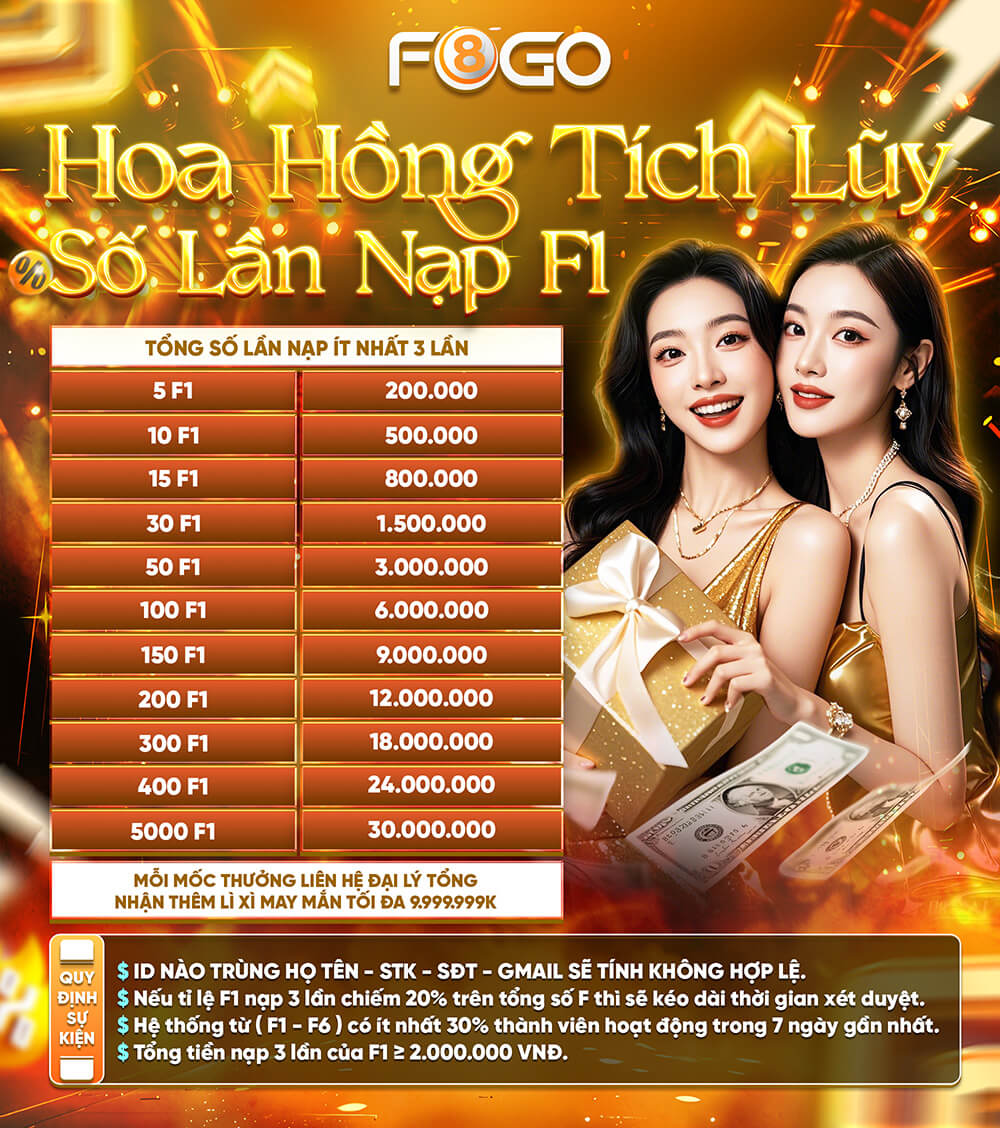 F8GO
Hoa Hồng Tích Lũy
% Số Lần Nạp F1
TỔNG SỐ LẦN NẠP ÍT NHẤT 3 LẦN
5 F1 200.000
10 F1 500.000
15 F1 800.000
30 F1 1.500.000
50 F1 3.000.000
100 F1 6.000.000
150 F1 9.000.000
200 F1 12.000.000
300 F1 18.000.000
400 F1 24.000.000
5000 F1 30.000.000
MỖI MỐC THƯỞNG LIÊN HỆ ĐẠI LÝ TỔNG
NHẬN THÊM LÌ XÌ MAY MẮN TỐI ĐA 9.999.999K
QUY
ĐỊNH
SỰ
KIỆN
$ ID NÀO TRÙNG HỌ TÊN - STK - SĐT - GMAIL SẼ TÍNH KHÔNG HỢP LỆ.
$ Nếu tỉ lệ F1 nạp 3 lần chiếm 20% trên tổng số F thì sẽ kéo dài thời gian xét duyệt.
$ Hệ thống từ ( F1 - F6 ) có ít nhất 30% thành viên hoạt động trong 7 ngày gần nhất.
$ Tổng tiền nạp 3 lần của F1 ≥ 2.000.000 VNĐ.